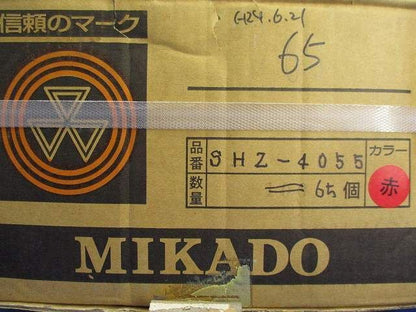 信頼のマーク
H24.6.21
65
品番 SHZ-4055 カラー
数量 65個 赤
MIKADO